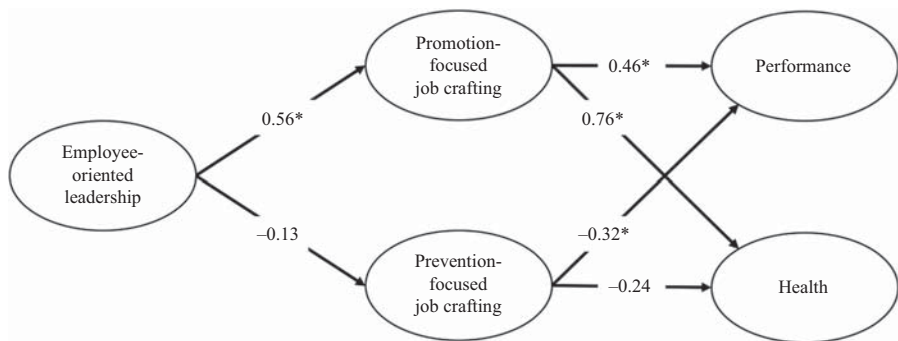 Promotion-
focused
job crafting
0.46*
Performance
0.56*
0.76*
Employee-
oriented
leadership
–0.13
–0.32*
Prevention-
focused
job crafting
–0.24
Health